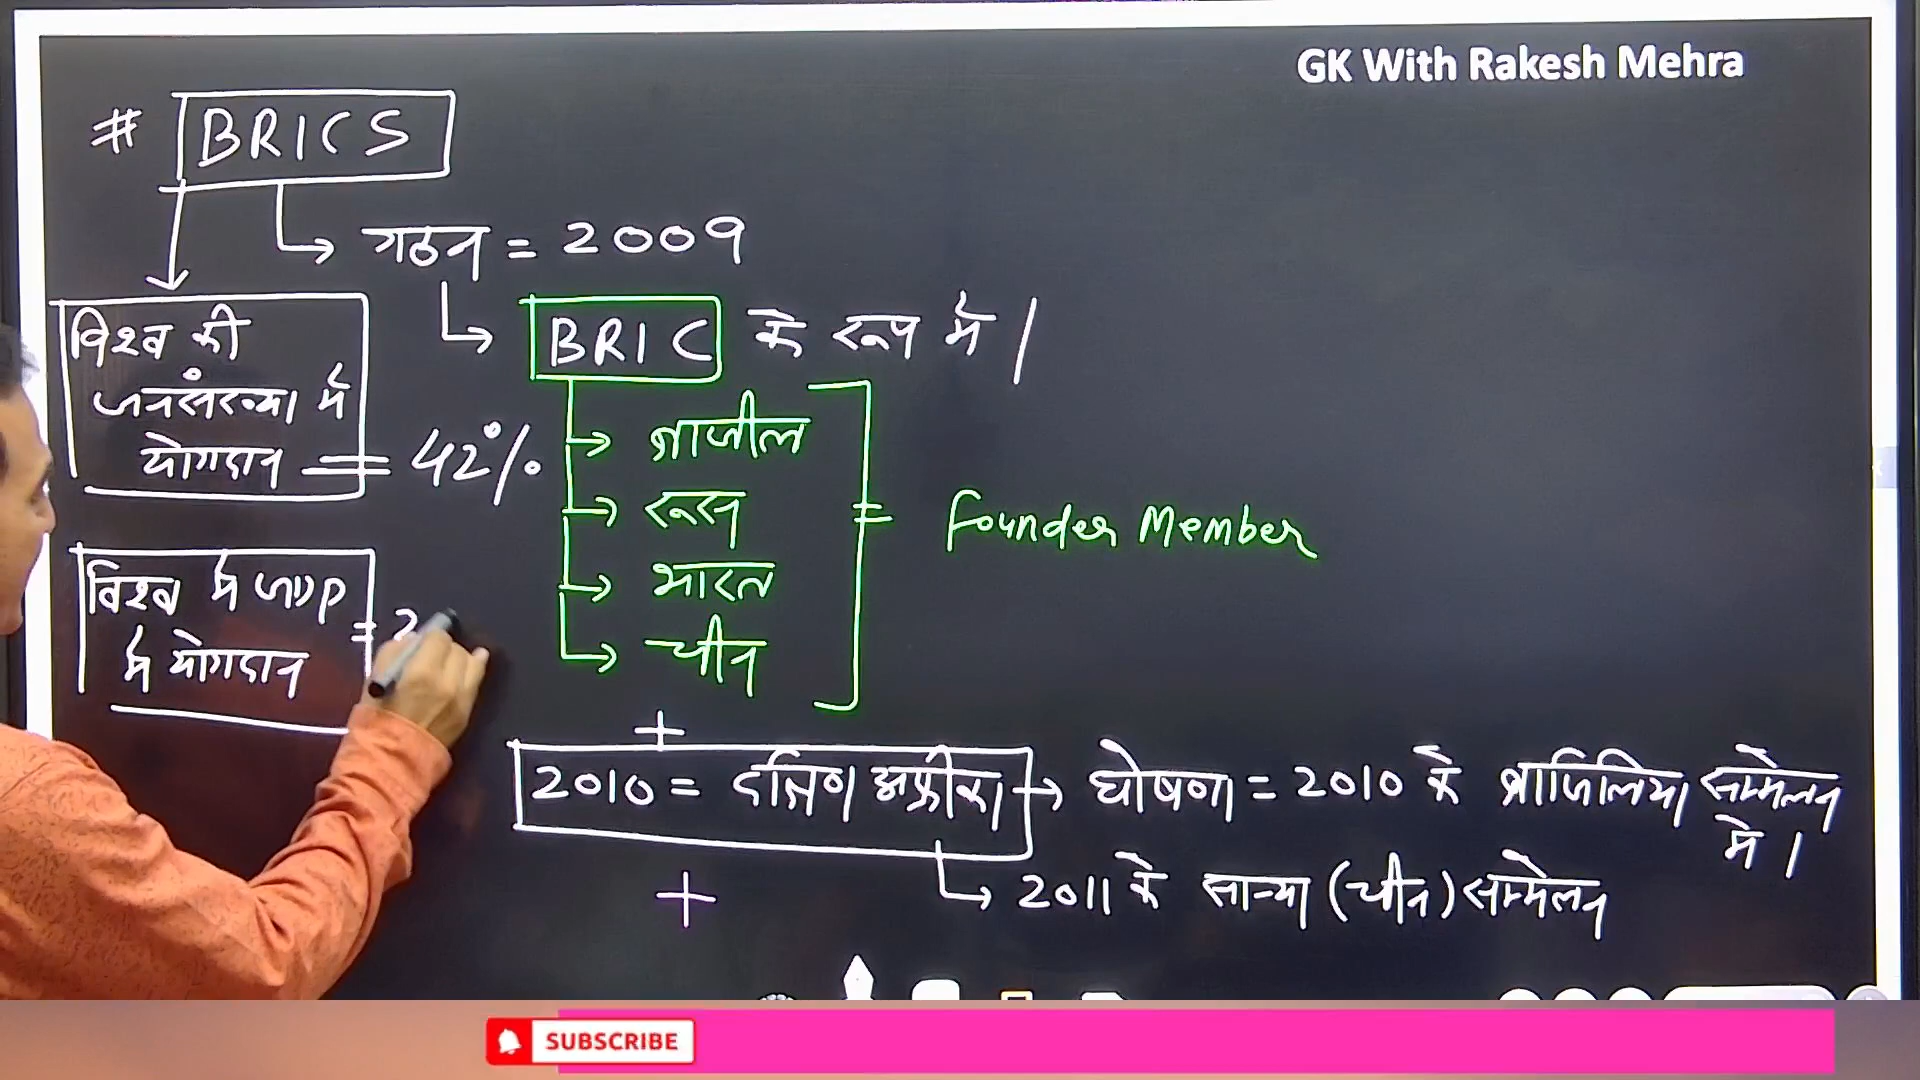 GK With Rakesh Mehra
# BRICS
गठन = 2009
BRIC के रूप में |
विश्व की
जनसंख्या में
योगदान = 42%
ब्राजील
रूस
भारत
चीन
= Founder Member
विश्व में GDP
में योगदान = 2
+
2010 = दक्षिण अफ्रीका → घोषणा = 2010 के ब्राजिलिया सम्मेलन
में |
2011 के सान्या (चीन) सम्मेलन
+
SUBSCRIBE